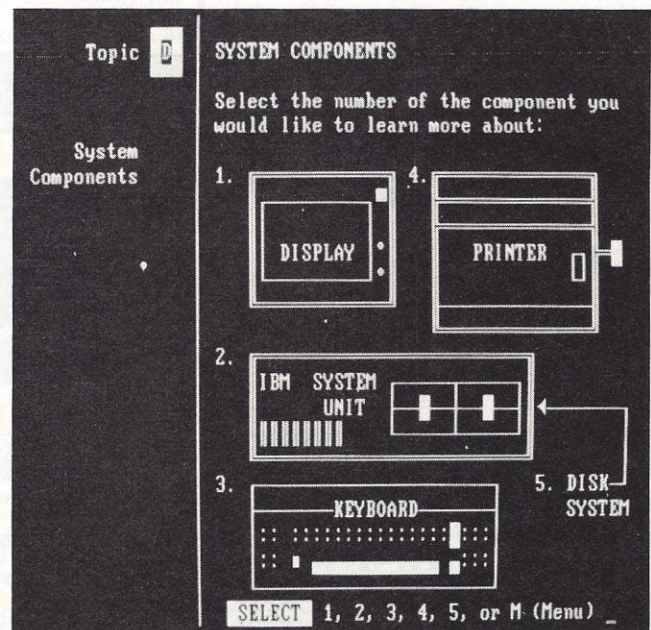 Topic D
System
Components
SYSTEM COMPONENTS
Select the number of the component you
would like to learn more about:
1.
DISPLAY
4.
PRINTER
2.
IBM SYSTEM
UNIT
3.
KEYBOARD
5. DISK
SYSTEM
SELECT 1, 2, 3, 4, 5, or M (Menu) _